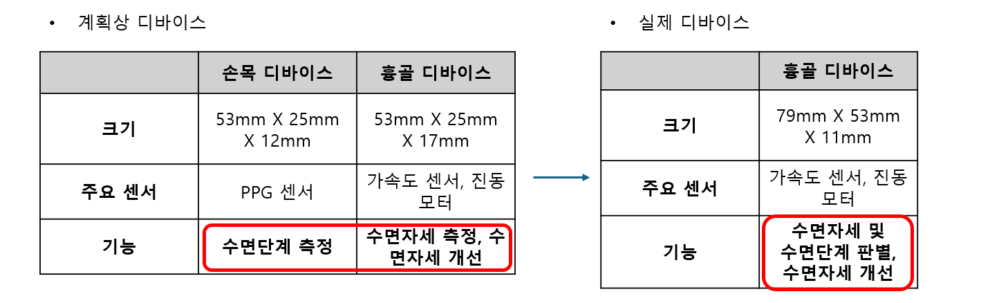 • 계획상 디바이스
손목 디바이스 흉골 디바이스
크기
53mm X 25mm
X 12mm
53mm X 25mm
X 17mm
주요 센서
PPG 센서
가속도 센서, 진동
모터
기능
수면단계 측정
수면자세 측정, 수
면자세 개선
• 실제 디바이스
흉골 디바이스
크기
79mm X 53mm
X 11mm
주요 센서
가속도 센서, 진동
모터
기능
수면자세 및
수면단계 판별,
수면자세 개선